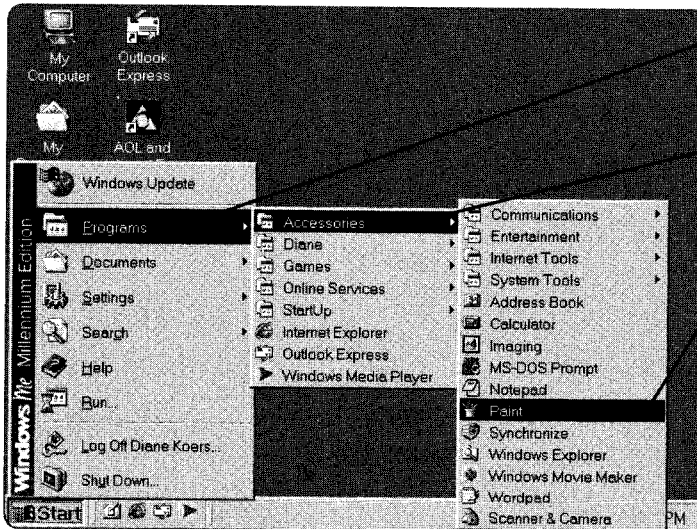 My Computer
Outlook Express
My
AOL and
Windows Me Millennium Edition
Windows Update
Programs
Documents
Settings
Search
Help
Run...
Log Off Diane Koers...
Shut Down...
Accessories
Diane
Games
Online Services
StartUp
Internet Explorer
Outlook Express
Windows Media Player
Communications
Entertainment
Internet Tools
System Tools
Address Book
Calculator
Imaging
MS-DOS Prompt
Notepad
Paint
Synchronize
Windows Explorer
Windows Movie Maker
Wordpad
Scanner & Camera
Start
PM